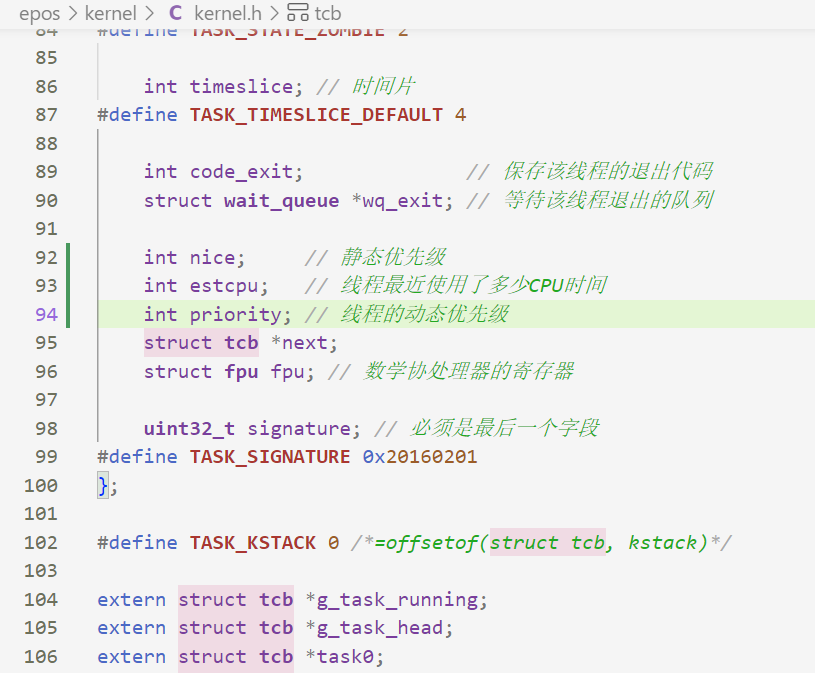 epos > kernel > C kernel.h > tcb
84 #define TASK_STATE_ZOMBIE 2
85
86 int timeslice; // 时间片
87 #define TASK_TIMESLICE_DEFAULT 4
88
89 int code_exit; // 保存该线程的退出代码
90 struct wait_queue *wq_exit; // 等待该线程退出的队列
91
92 int nice; // 静态优先级
93 int estcpu; // 线程最近使用了多少CPU时间
94 int priority; // 线程的动态优先级
95 struct tcb *next;
96 struct fpu fpu; // 数学协处理器的寄存器
97
98 uint32_t signature; // 必须是最后一个字段
99 #define TASK_SIGNATURE 0x20160201
100 };
101
102 #define TASK_KSTACK 0 /*=offsetof(struct tcb, kstack)*/
103
104 extern struct tcb *g_task_running;
105 extern struct tcb *g_task_head;
106 extern struct tcb *task0;